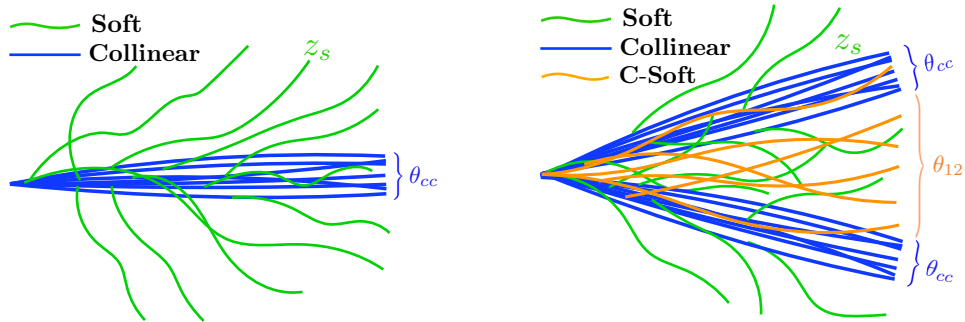 Soft
Collinear
z_s
θ_cc
Soft
Collinear
C-Soft
z_s
θ_cc
θ_12
θ_cc